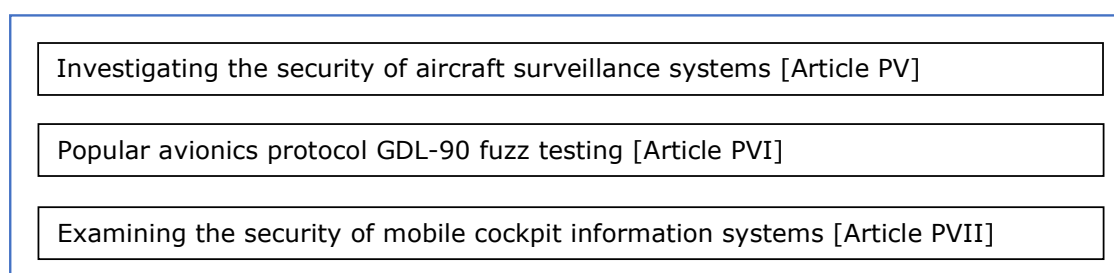 Investigating the security of aircraft surveillance systems [Article PV]
Popular avionics protocol GDL-90 fuzz testing [Article PVI]
Examining the security of mobile cockpit information systems [Article PVII]